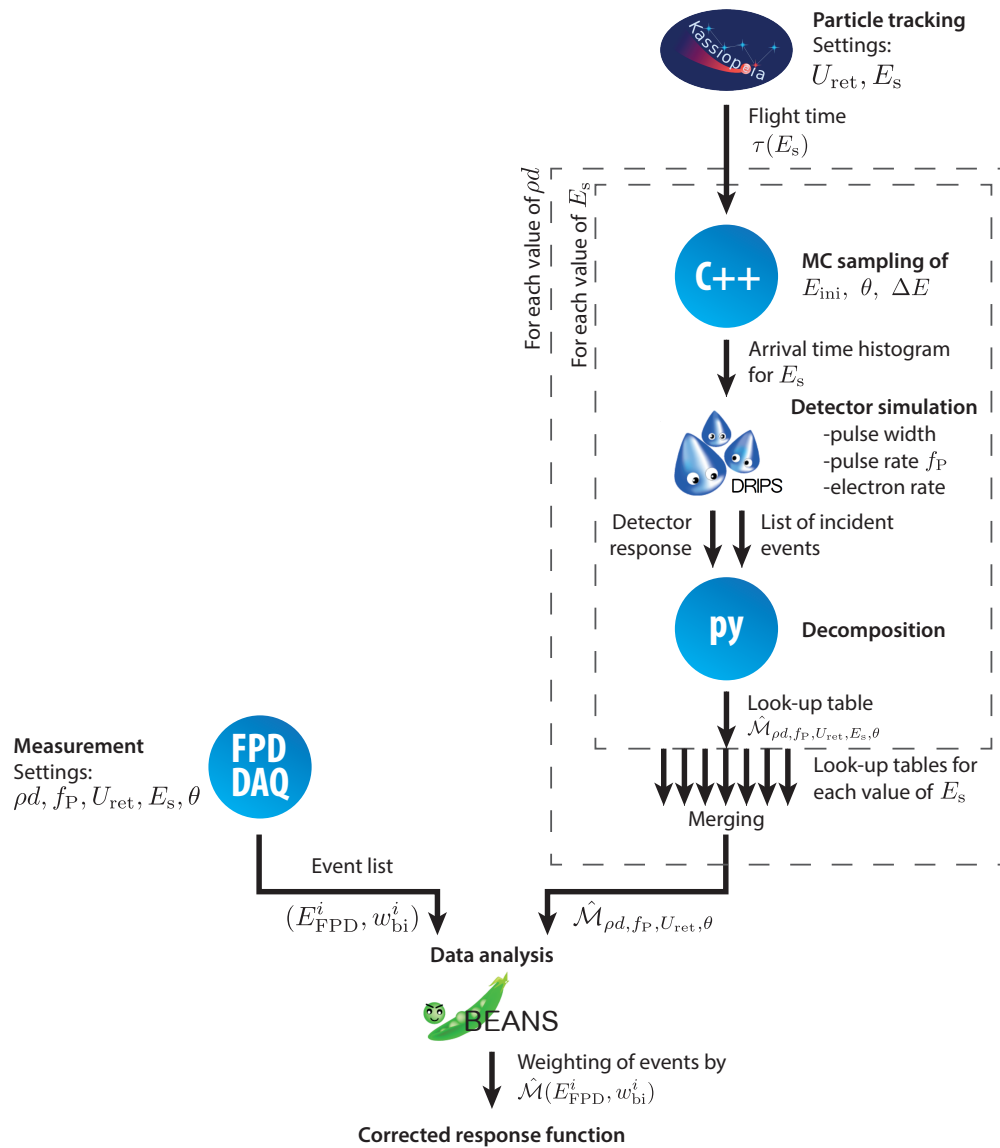 Kassiopeia
Particle tracking
Settings:
U_ret, E_s
Flight time
τ(E_s)
For each value of ρd
For each value of E_s
C++
MC sampling of
E_ini, θ, ΔE
Arrival time histogram
for E_s
Detector simulation
-pulse width
-pulse rate f_P
-electron rate
DRIPS
Detector
response
List of incident
events
py
Decomposition
Look-up table
\hat{M}_{ρd,f_P,U_ret,E_s,θ}
Look-up tables for
each value of E_s
Merging
Measurement
Settings:
ρd, f_P, U_ret, E_s, θ
FPD
DAQ
Event list
(E^i_FPD, w^i_bi)
\hat{M}_{ρd,f_P,U_ret,θ}
Data analysis
BEANS
Weighting of events by
\hat{M}(E^i_FPD, w^i_bi)
Corrected response function